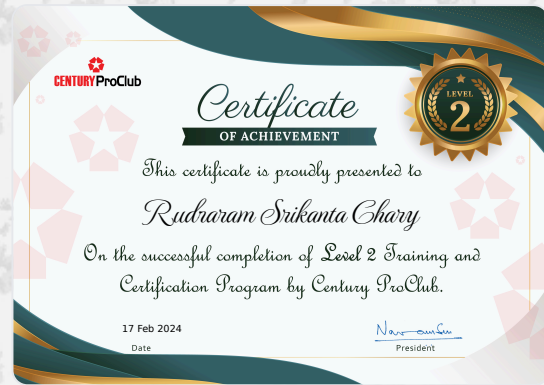 CENTURY ProClub
LEVEL
2
Certificate
OF ACHIEVEMENT
This certificate is proudly presented to
Rudraram Srikanta Chary
On the successful completion of Level 2 Training and
Certification Program by Century ProClub.
17 Feb 2024
Date
President